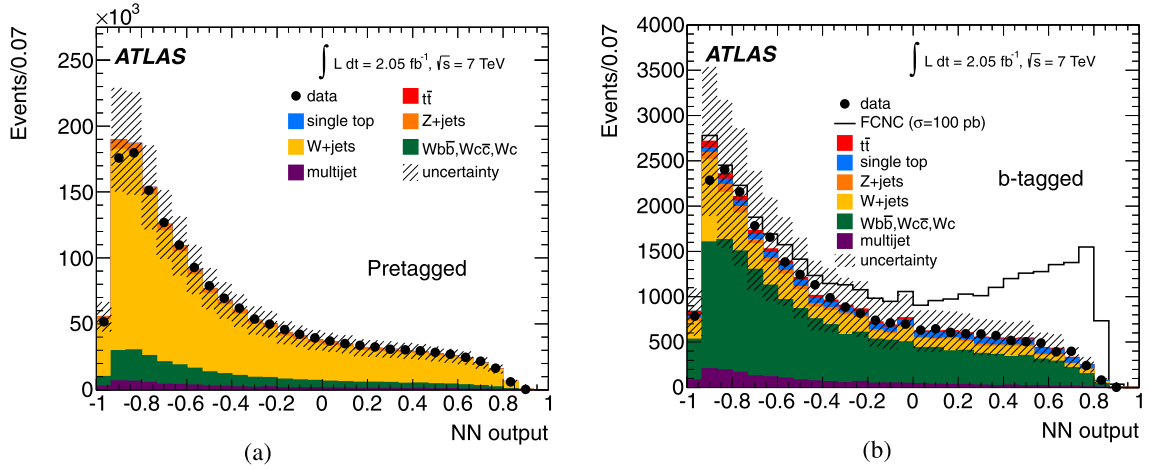 ×10³
Events/0.07
ATLAS
∫ L dt = 2.05 fb⁻¹, √s = 7 TeV
data
tt̄
single top
Z+jets
W+jets
Wbb̄,Wcc̄,Wc
multijet
uncertainty
Pretagged
250
200
150
100
50
0
-1 -0.8 -0.6 -0.4 -0.2 0 0.2 0.4 0.6 0.8 1
NN output
(a)
Events/0.07
ATLAS
∫ L dt = 2.05 fb⁻¹, √s = 7 TeV
data
FCNC (σ=100 pb)
tt̄
single top
Z+jets
W+jets
Wbb̄,Wcc̄,Wc
multijet
uncertainty
b-tagged
4000
3500
3000
2500
2000
1500
1000
500
0
-1 -0.8 -0.6 -0.4 -0.2 0 0.2 0.4 0.6 0.8 1
NN output
(b)